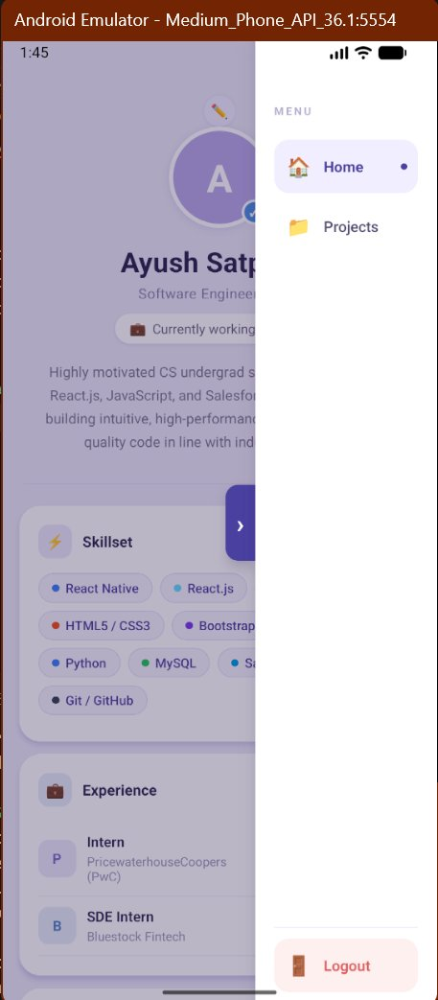 Android Emulator - Medium_Phone_API_36.1:5554
1:45
MENU
Home
Projects
A
Ayush Satp
Software Engineer
Currently working
Highly motivated CS undergrad s
React.js, JavaScript, and Salesfor
building intuitive, high-performanc
quality code in line with ind
Skillset
React Native
React.js
HTML5 / CSS3
Bootstrap
Python
MySQL
Sa
Git / GitHub
Experience
P
Intern
PricewaterhouseCoopers
(PwC)
B
SDE Intern
Bluestock Fintech
Logout